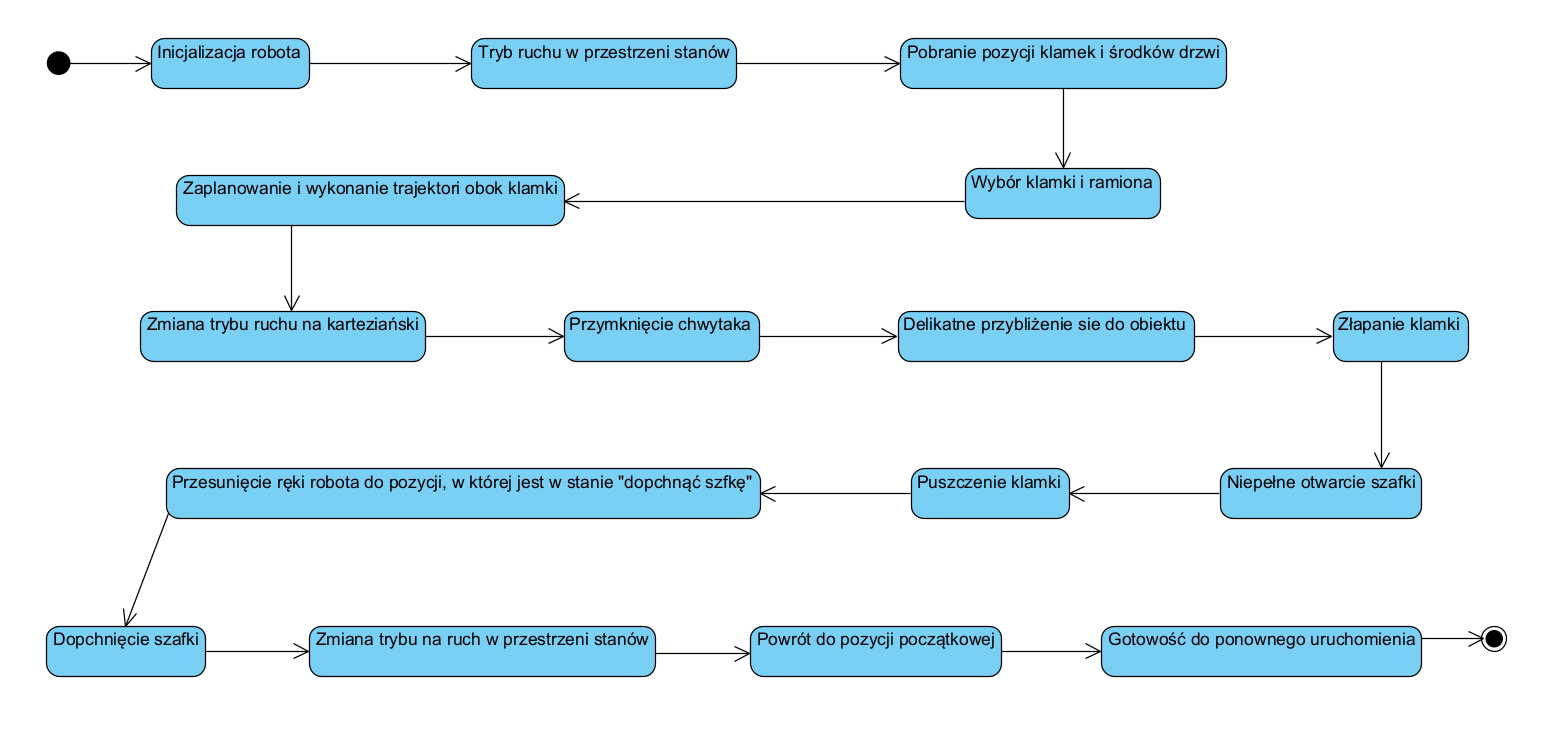 Inicjalizacja robota
Tryb ruchu w przestrzeni stanów
Pobranie pozycji klamek i środków drzwi
Wybór klamki i ramiona
Zaplanowanie i wykonanie trajektori obok klamki
Zmiana trybu ruchu na karteziański
Przymknięcie chwytaka
Delikatne przybliżenie sie do obiektu
Złapanie klamki
Niepełne otwarcie szafki
Puszczenie klamki
Przesunięcie ręki robota do pozycji, w której jest w stanie "dopchnąć szfkę"
Dopchnięcie szafki
Zmiana trybu na ruch w przestrzeni stanów
Powrót do pozycji początkowej
Gotowość do ponownego uruchomienia